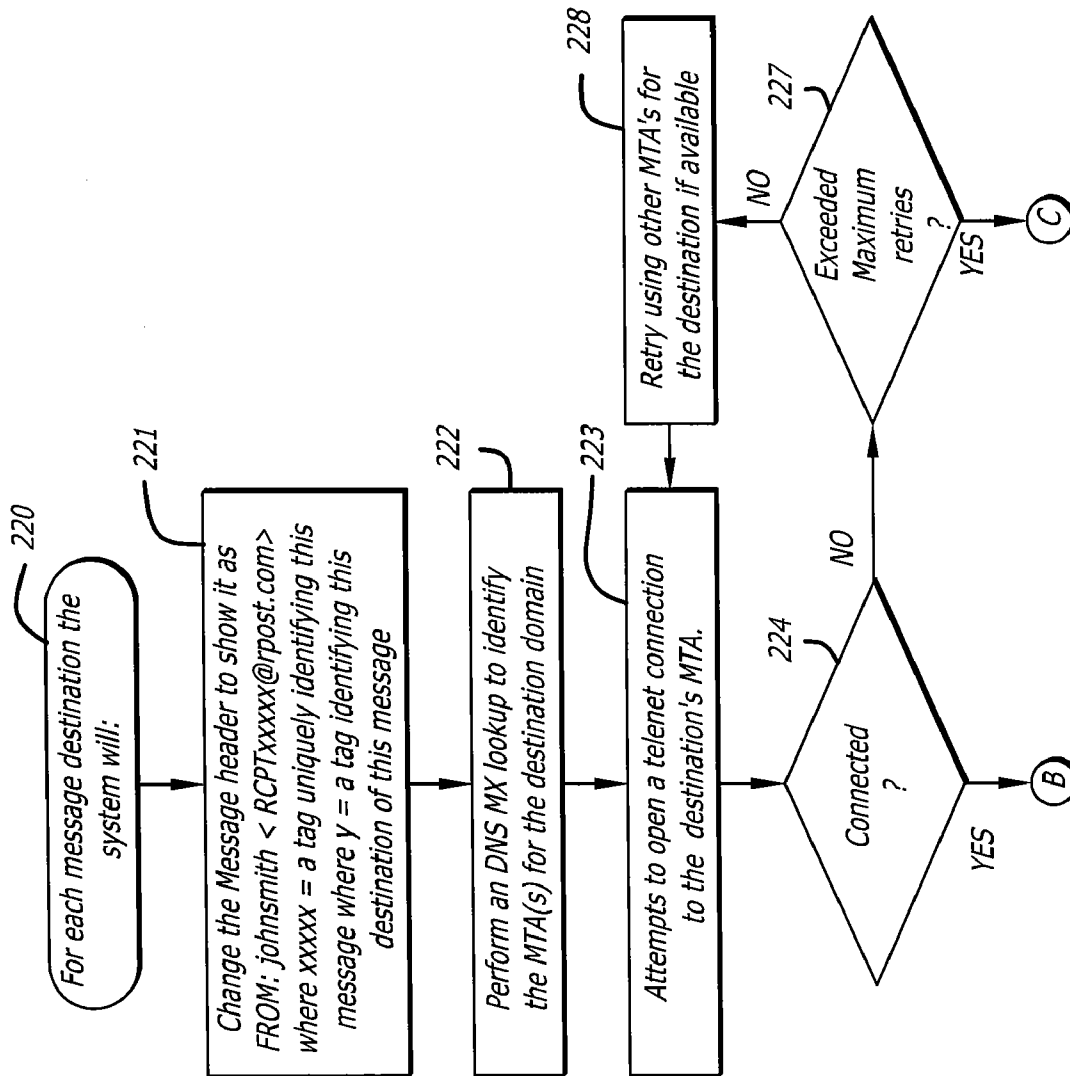 220
For each message destination the
system will:
221
Change the Message header to show it as
FROM: johnsmith < RCPTxxxxx@rpost.com>
where xxxxx = a tag uniquely identifying this
message where y = a tag identifying this
destination of this message
222
Perform an DNS MX lookup to identify
the MTA(s) for the destination domain
223
Attempts to open a telenet connection
to the destination's MTA.
224
Connected
?
YES
B
NO
227
Exceeded
Maximum
retries
?
YES
C
NO
228
Retry using other MTA's for
the destination if available